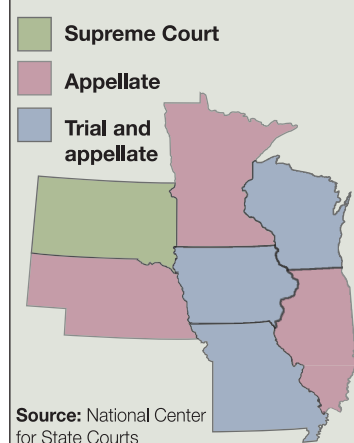 Supreme Court
Appellate
Trial and
appellate
Source: National Center
for State Courts